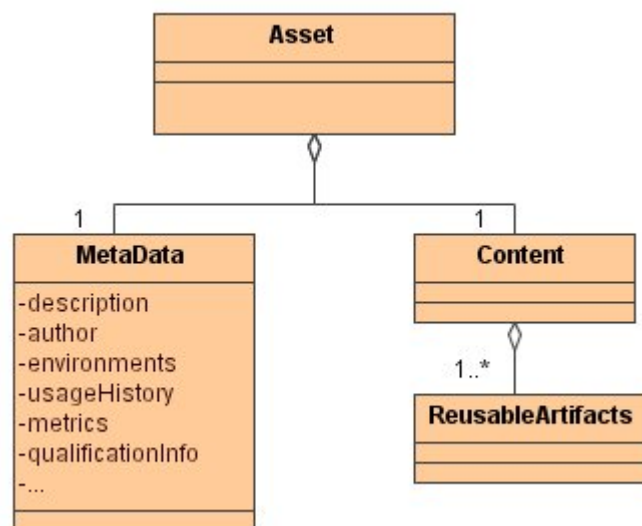 Asset
1
1
MetaData
-description
-author
-environments
-usageHistory
-metrics
-qualificationInfo
-...
Content
1..*
ReusableArtifacts